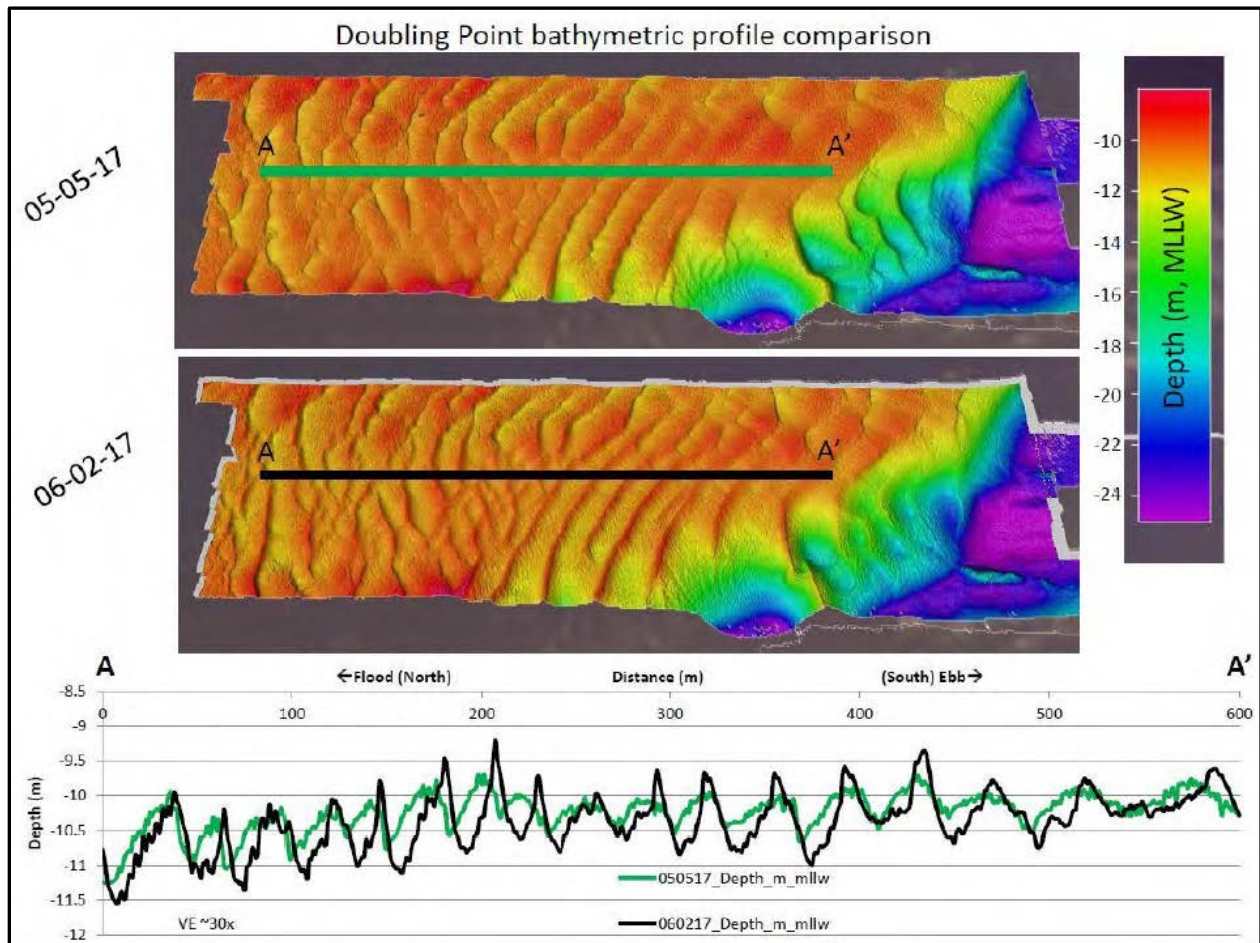 Doubling Point bathymetric profile comparison
05-05-17
A
A’
-10
-12
-14
-16
-18
-20
-22
-24
Depth (m, MLLW)
06-02-17
A
A’
A
←Flood (North)
Distance (m)
(South) Ebb→
A’
-8.5
0
100
200
300
400
500
600
-9
-9.5
-10
-10.5
-11
-11.5
-12
Depth (m)
050517_Depth_m_mllw
VE ~30x
060217_Depth_m_mllw